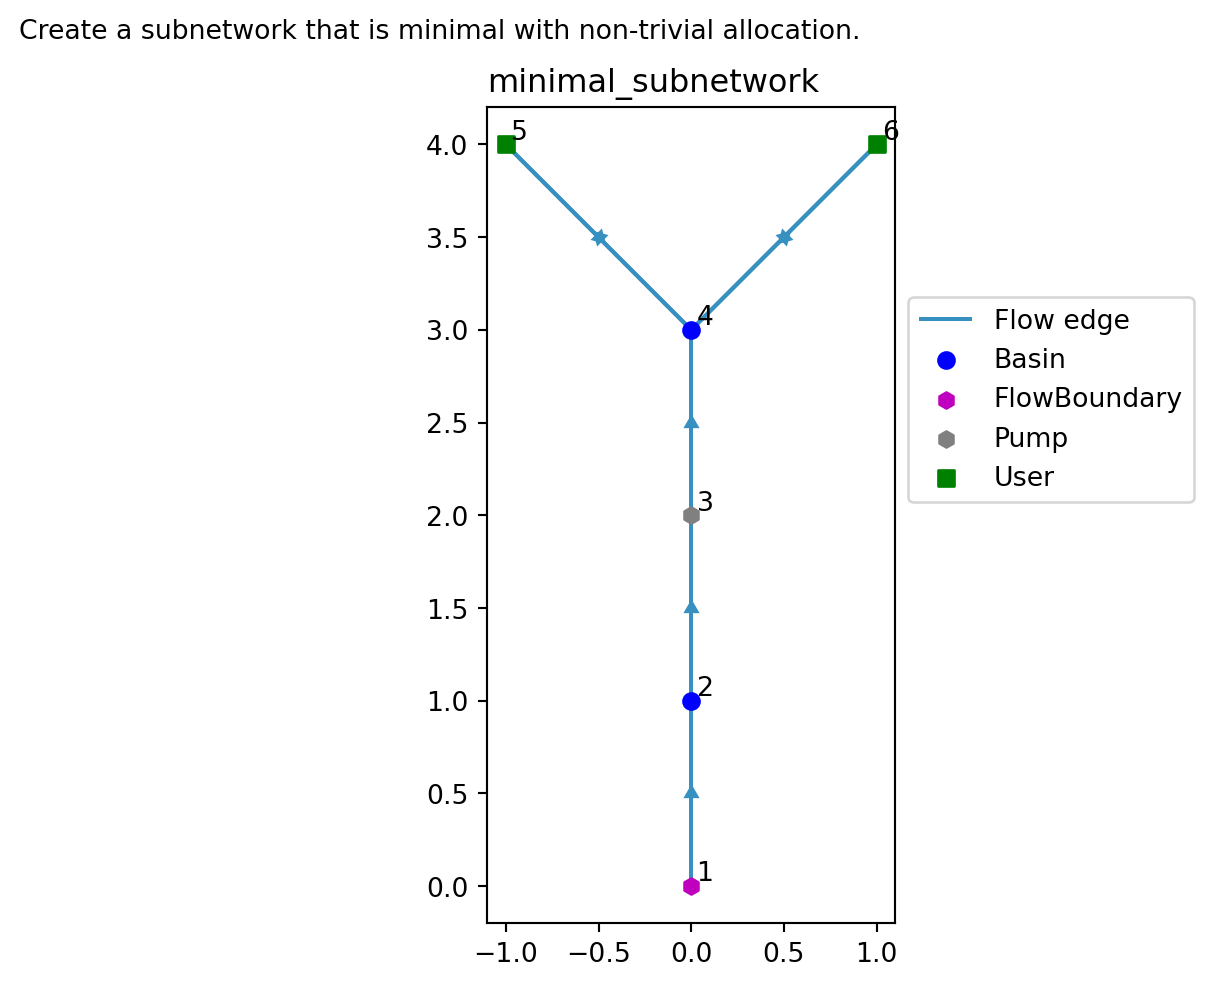 Create a subnetwork that is minimal with non-trivial allocation.
minimal_subnetwork
5
6
4.0
3.5
4
3.0
2.5
3
2.0
1.5
2
1.0
0.5
1
0.0
−1.0 −0.5 0.0 0.5 1.0
Flow edge
Basin
FlowBoundary
Pump
User